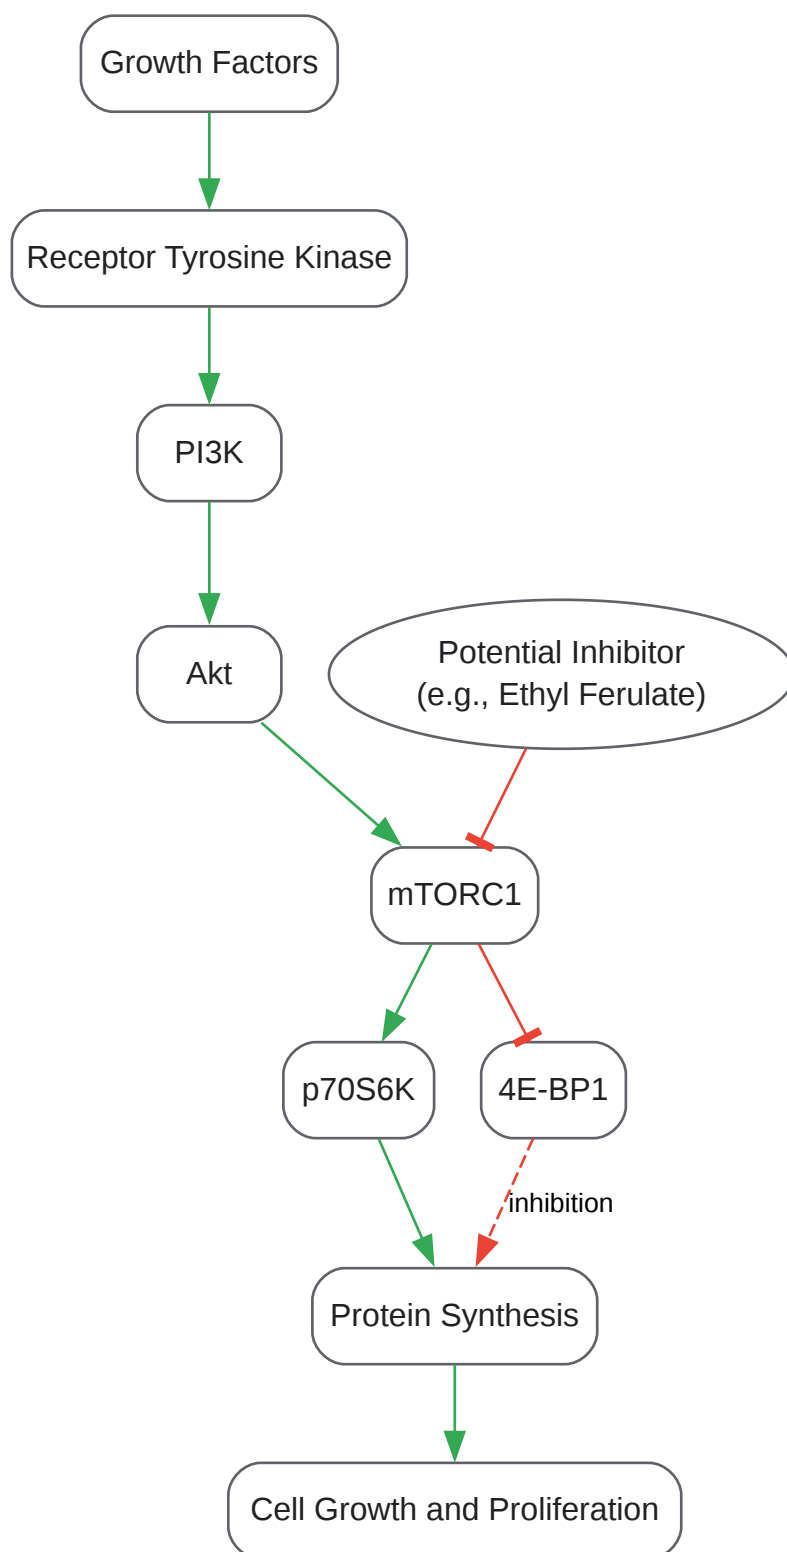 Growth Factors
Receptor Tyrosine Kinase
PI3K
Akt
Potential Inhibitor
(e.g., Ethyl Ferulate)
mTORC1
p70S6K
4E-BP1
inhibition
Protein Synthesis
Cell Growth and Proliferation